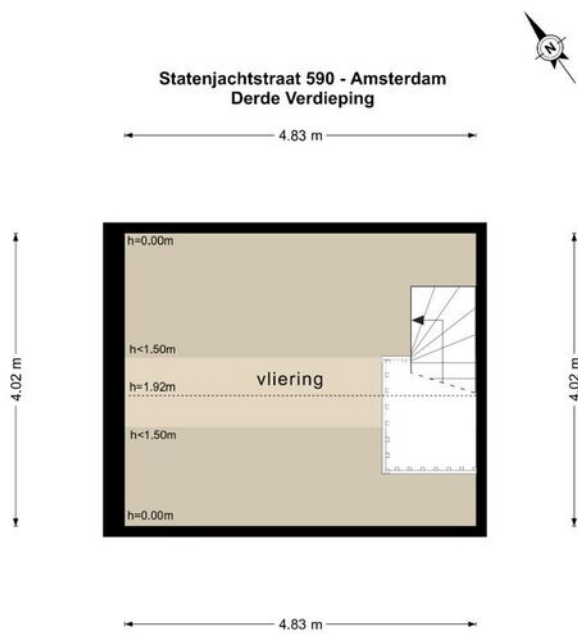 N
Statenjachtstraat 590 - Amsterdam
Derde Verdieping
4.83 m
h=0.00m
h<1.50m
vliering
h=1.92m
4.02 m
4.02 m
h<1.50m
h=0.00m
4.83 m